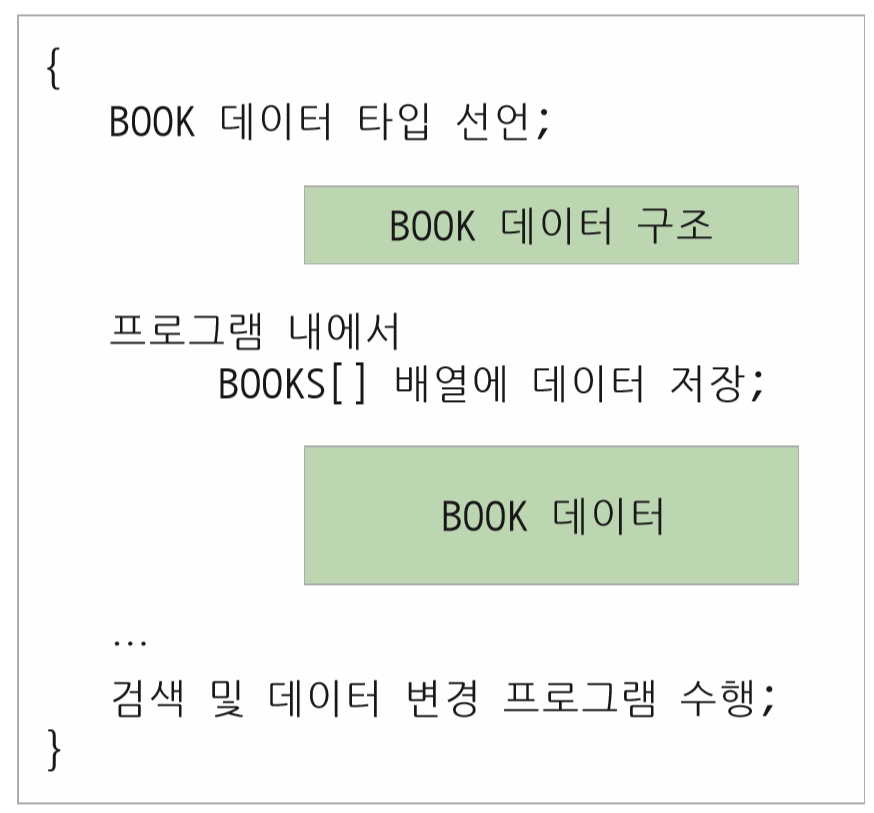 {
BOOK 데이터 타입 선언;
BOOK 데이터 구조
프로그램 내에서
BOOKS[] 배열에 데이터 저장;
BOOK 데이터
...
검색 및 데이터 변경 프로그램 수행;
}